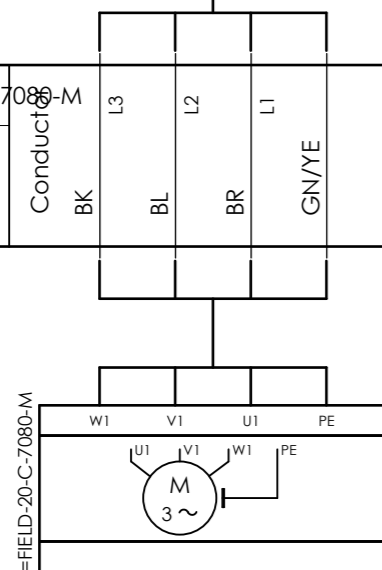 7080-M
Conductor
L3
L2
L1
BK
BL
BR
GN/YE
=FIELD-20-C-7080-M
W1
V1
U1
PE
U1
V1
W1
PE
M
3 ~